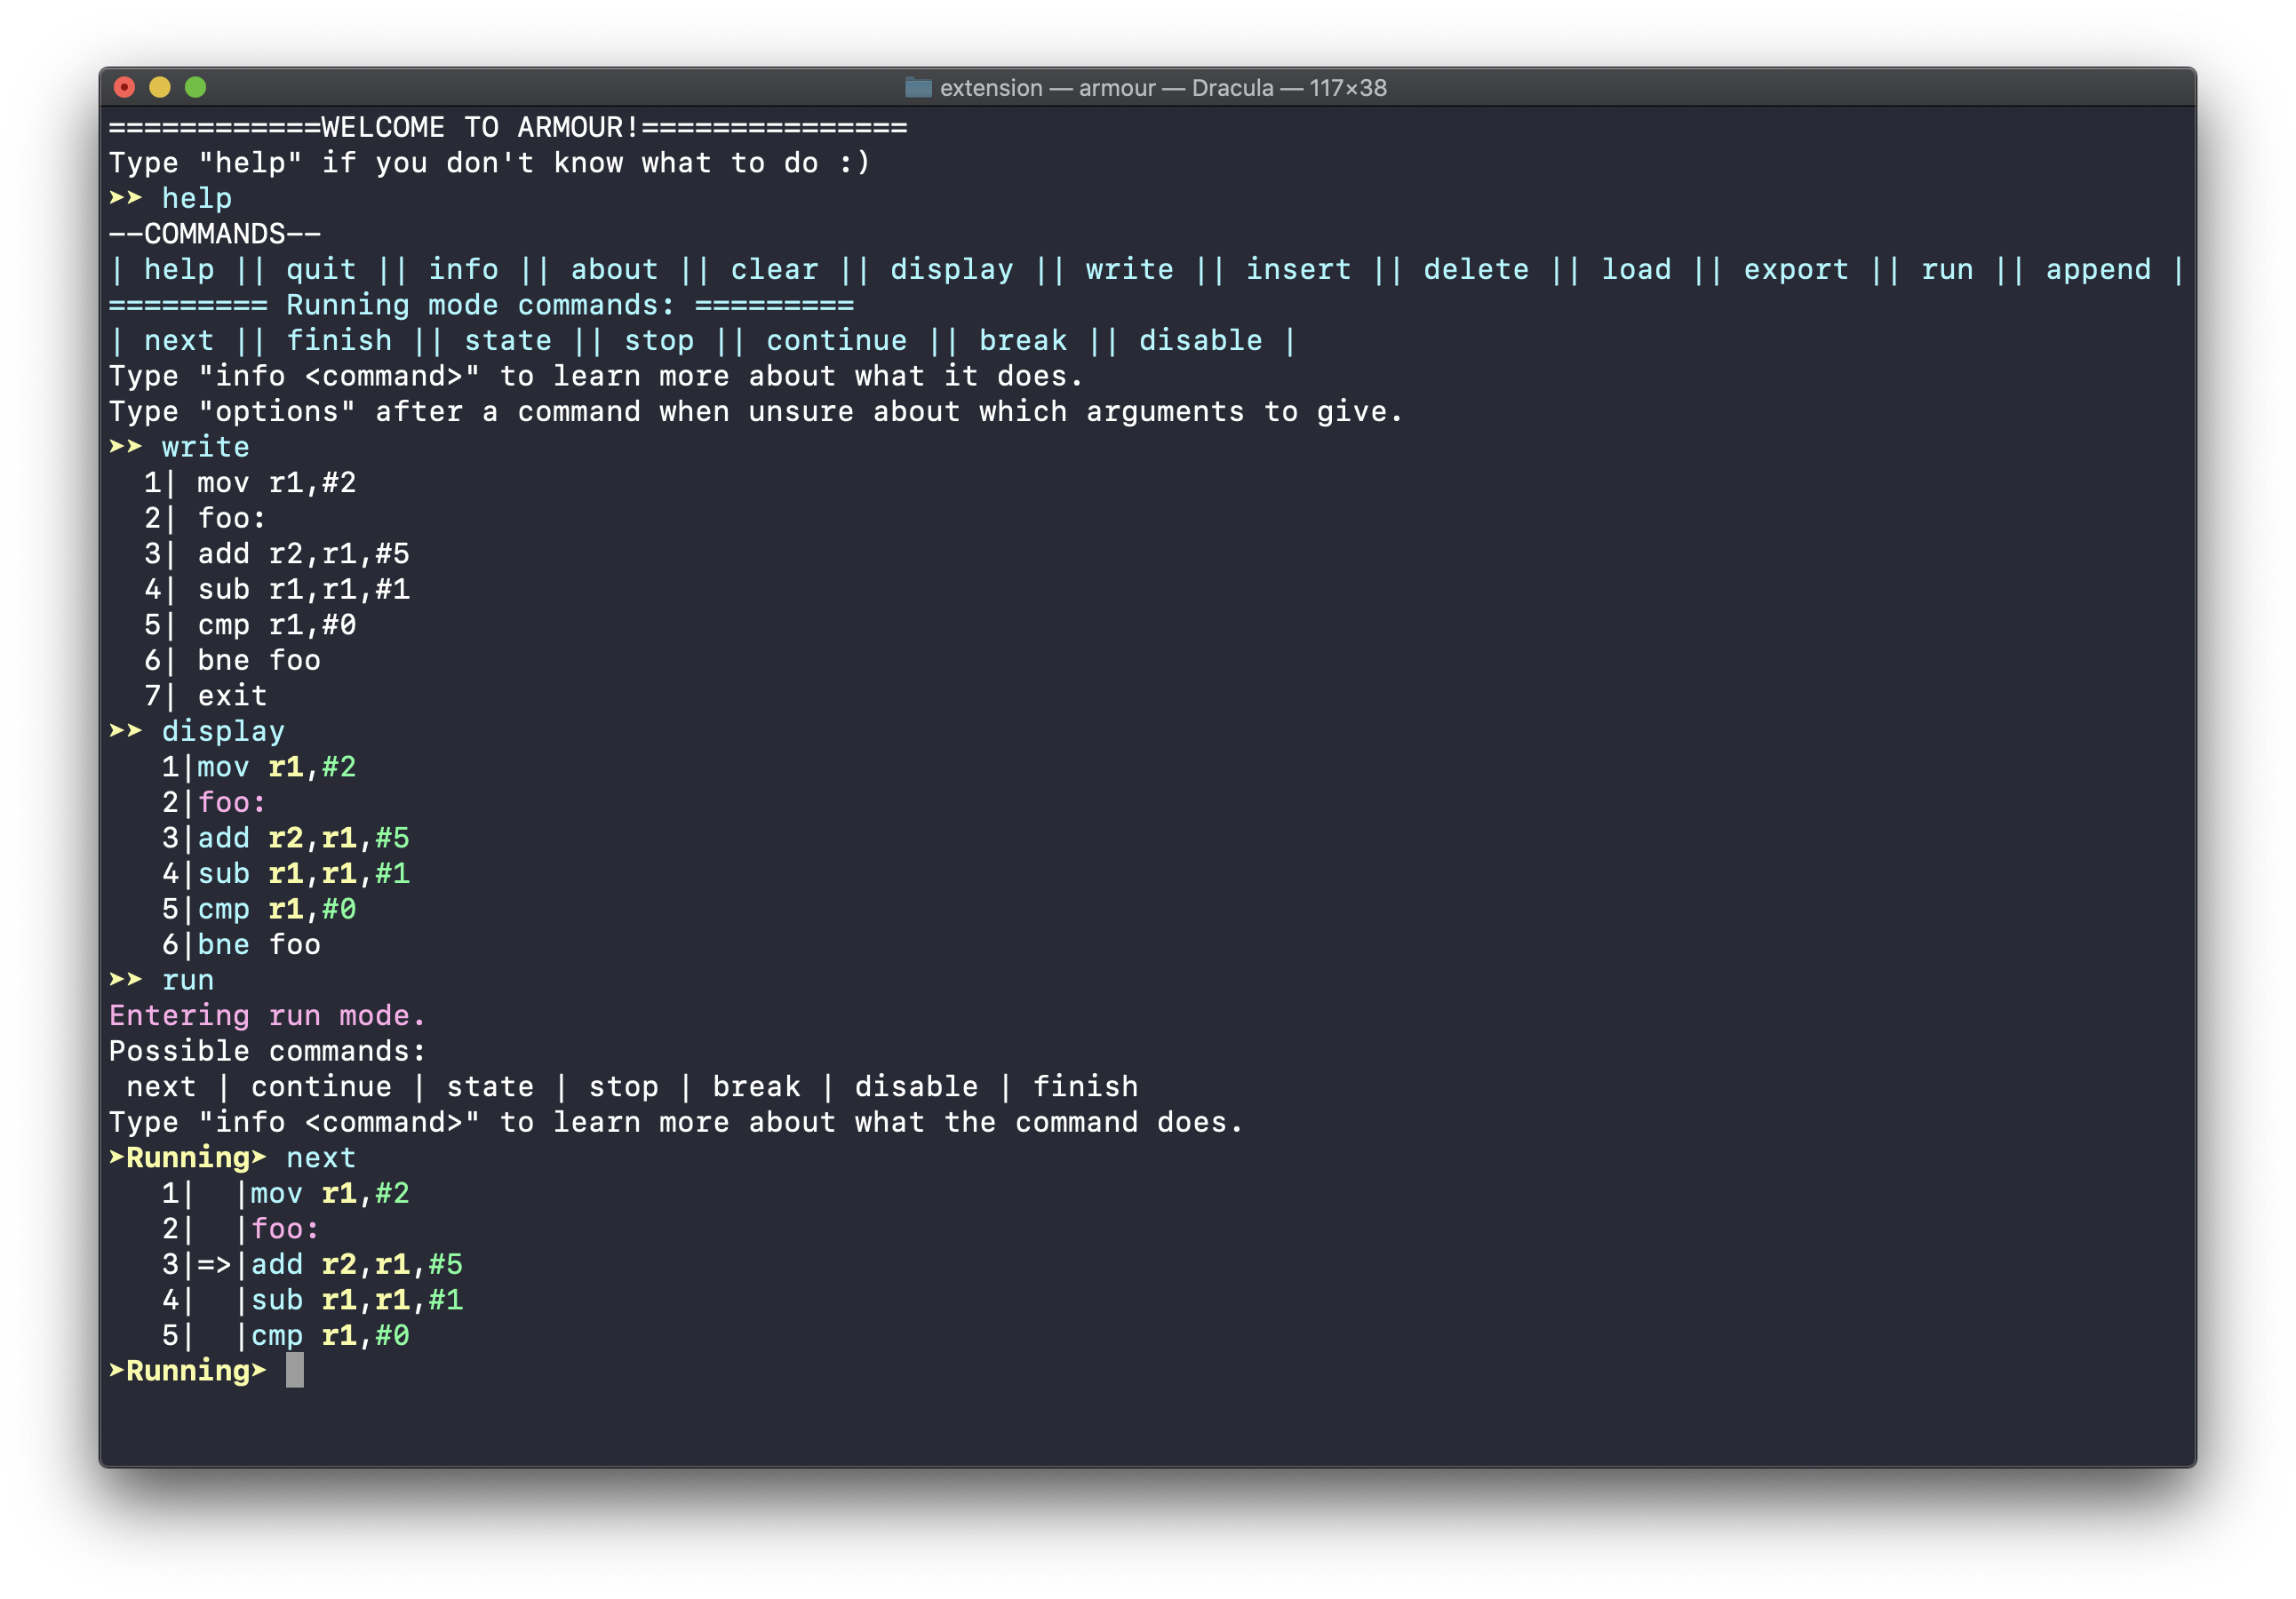 extension — armour — Dracula — 117×38
============WELCOME TO ARMOUR!===============
Type "help" if you don't know what to do :)
➤➤ help
--COMMANDS--
| help || quit || info || about || clear || display || write || insert || delete || load || export || run || append |
========= Running mode commands: =========
| next || finish || state || stop || continue || break || disable |
Type "info <command>" to learn more about what it does.
Type "options" after a command when unsure about which arguments to give.
➤➤ write
  1| mov r1,#2
  2| foo:
  3| add r2,r1,#5
  4| sub r1,r1,#1
  5| cmp r1,#0
  6| bne foo
  7| exit
➤➤ display
   1|mov r1,#2
   2|foo:
   3|add r2,r1,#5
   4|sub r1,r1,#1
   5|cmp r1,#0
   6|bne foo
➤➤ run
Entering run mode.
Possible commands:
 next | continue | state | stop | break | disable | finish
Type "info <command>" to learn more about what the command does.
➤Running➤ next
   1|  |mov r1,#2
   2|  |foo:
   3|=>|add r2,r1,#5
   4|  |sub r1,r1,#1
   5|  |cmp r1,#0
➤Running➤